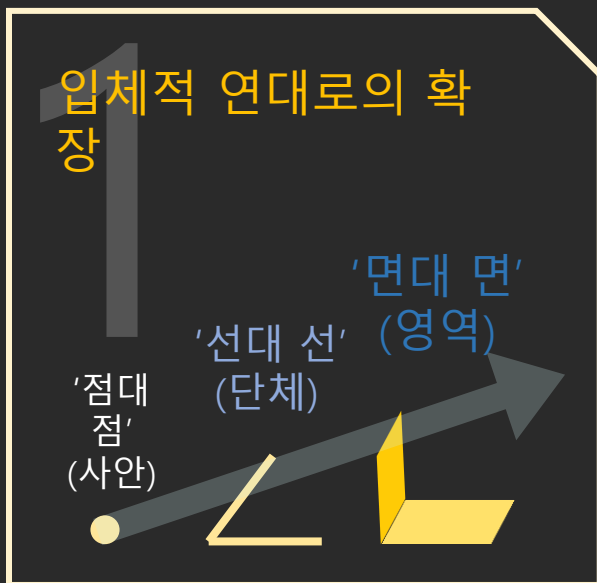 1
입체적 연대로의 확
장
'면대 면'
(영역)
'선대 선'
(단체)
'점대
점'
(사안)